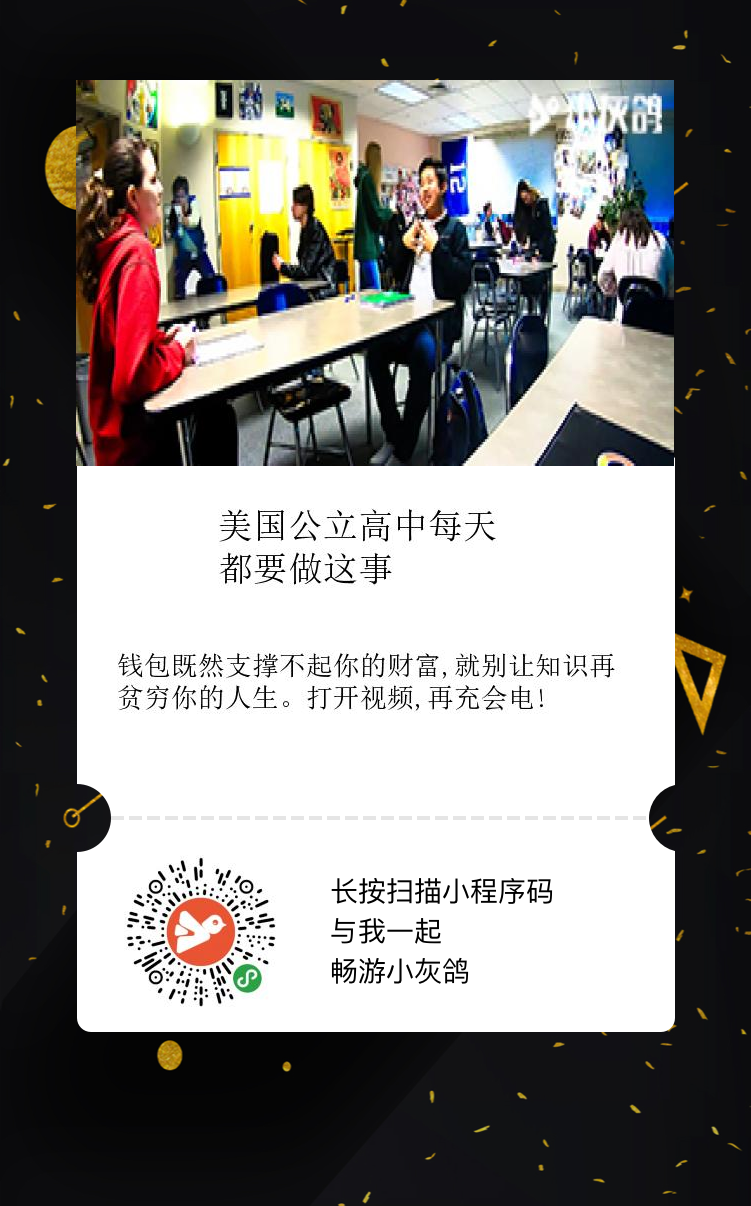 小灰鸽
12
美国公立高中每天
都要做这事
钱包既然支撑不起你的财富,就别让知识再
贫穷你的人生。打开视频,再充会电!
长按扫描小程序码
与我一起
畅游小灰鸽